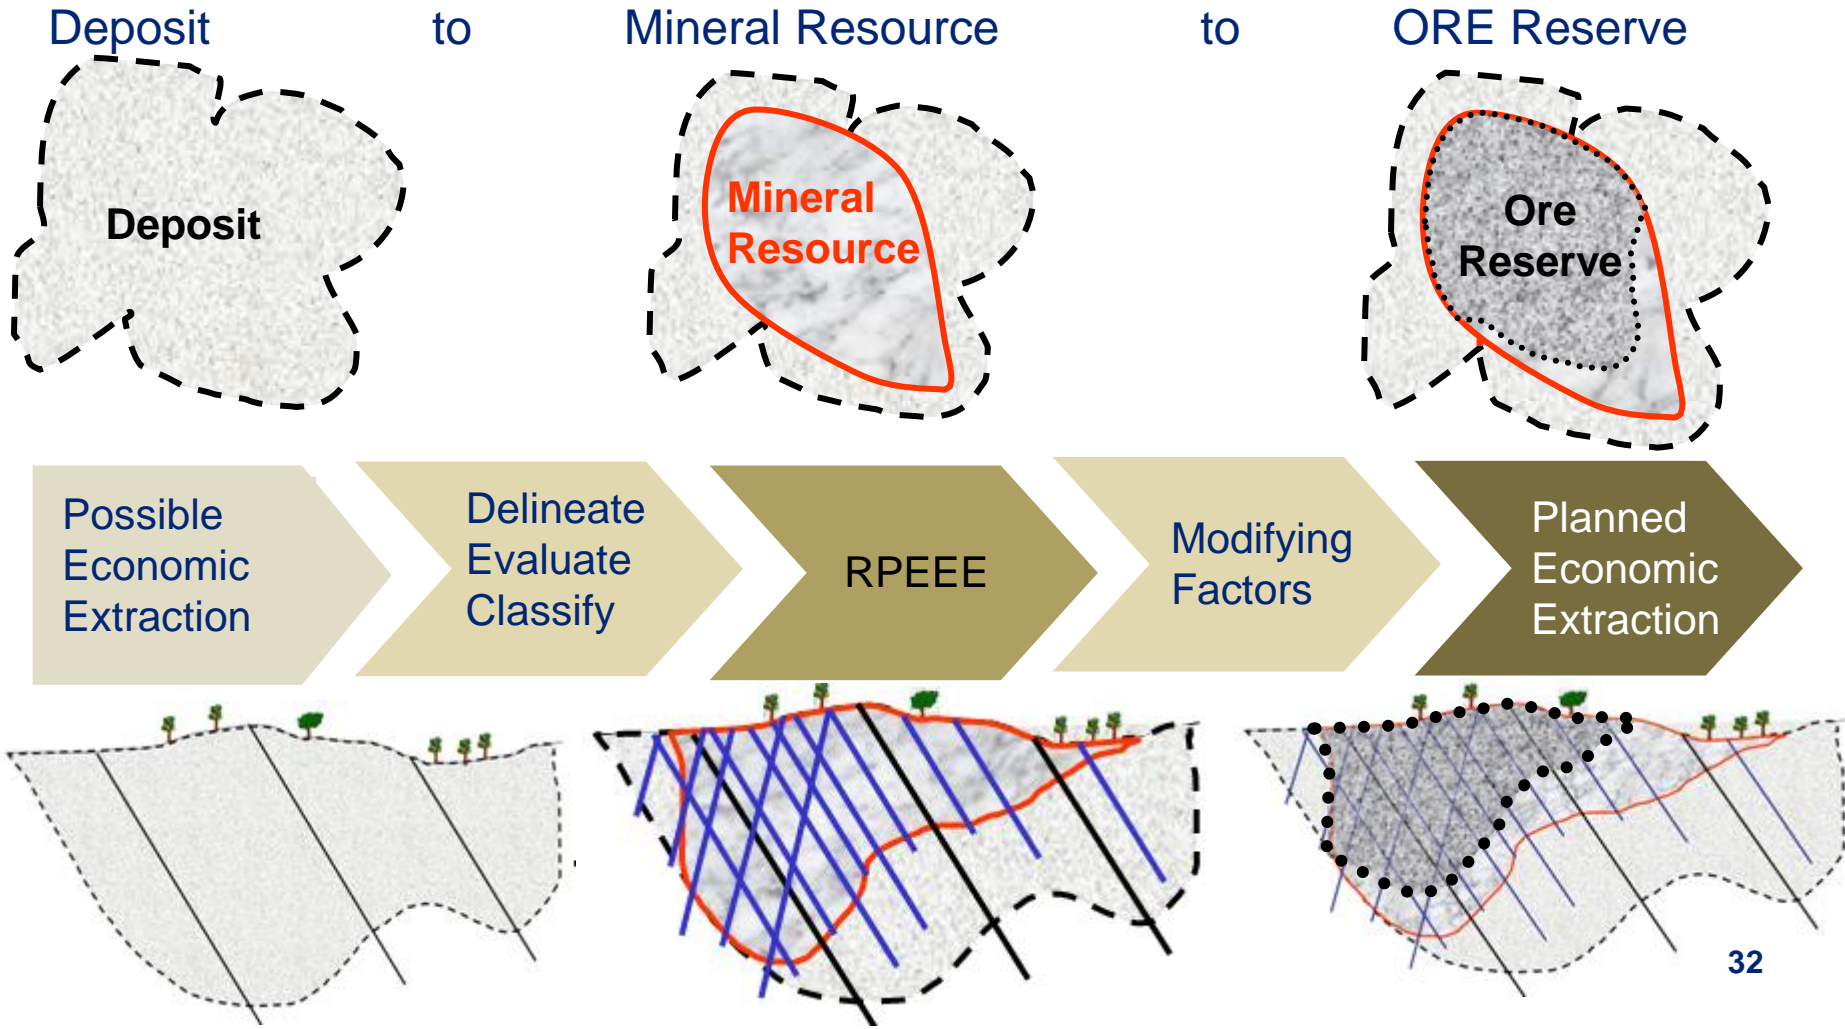 Deposit to Mineral Resource to ORE Reserve
Deposit
Mineral
Resource
Ore
Reserve
Possible
Economic
Extraction
Delineate
Evaluate
Classify
RPEEE
Modifying
Factors
Planned
Economic
Extraction
32